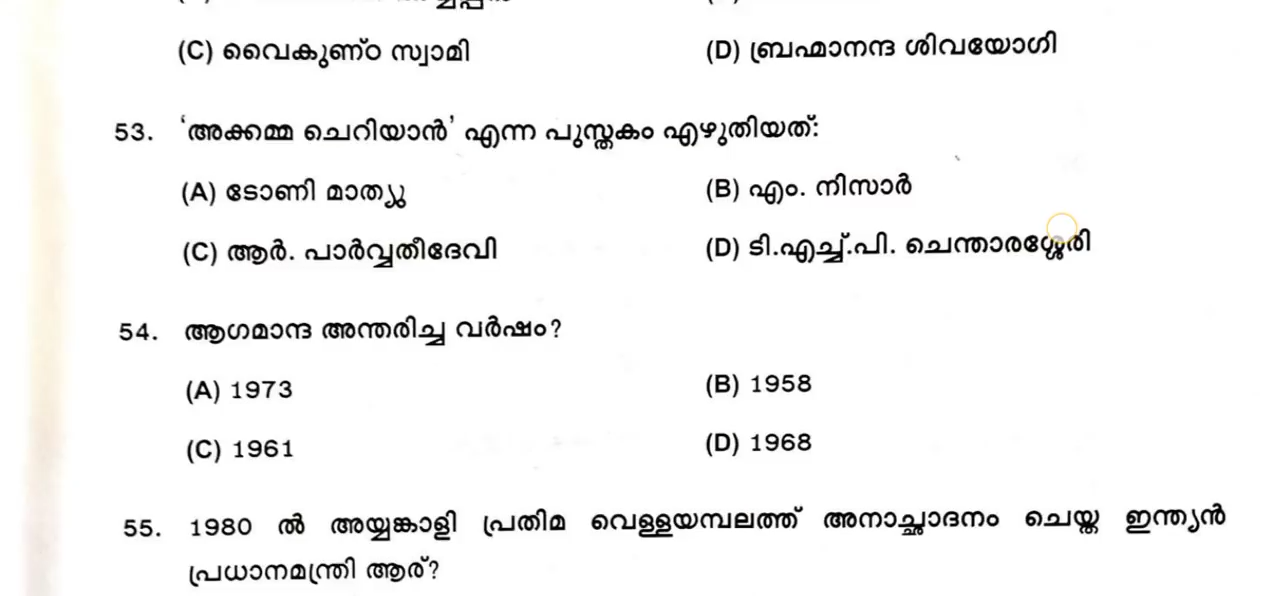 (C) വൈകുണ്ഠ സ്വാമി (D) ബ്രഹ്മാനന്ദ ശിവയോഗി
53. 'അക്കമ്മ ചെറിയാൻ' എന്ന പുസ്തകം എഴുതിയത്:
(A) ടോണി മാത്യു (B) എം. നിസാർ
(C) ആർ. പാർവ്വതീദേവി (D) ടി.എച്ച്.പി. ചെന്താരശ്ശേരി
54. ആഗമാന്ദ അന്തരിച്ച വർഷം?
(A) 1973 (B) 1958
(C) 1961 (D) 1968
55. 1980 ൽ അയ്യങ്കാളി പ്രതിമ വെള്ളയമ്പലത്ത് അനാച്ഛാദനം ചെയ്ത ഇന്ത്യൻ
പ്രധാനമന്ത്രി ആര്?